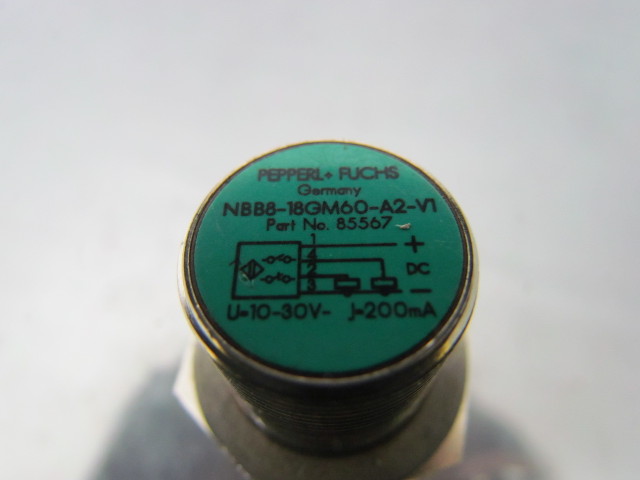 PEPPERL+ FUCHS
Germany
NBB8-18GM60-A2-V1
Part No. 85567
1
+
4
2
DC
3
−
U=10-30V- J=200mA